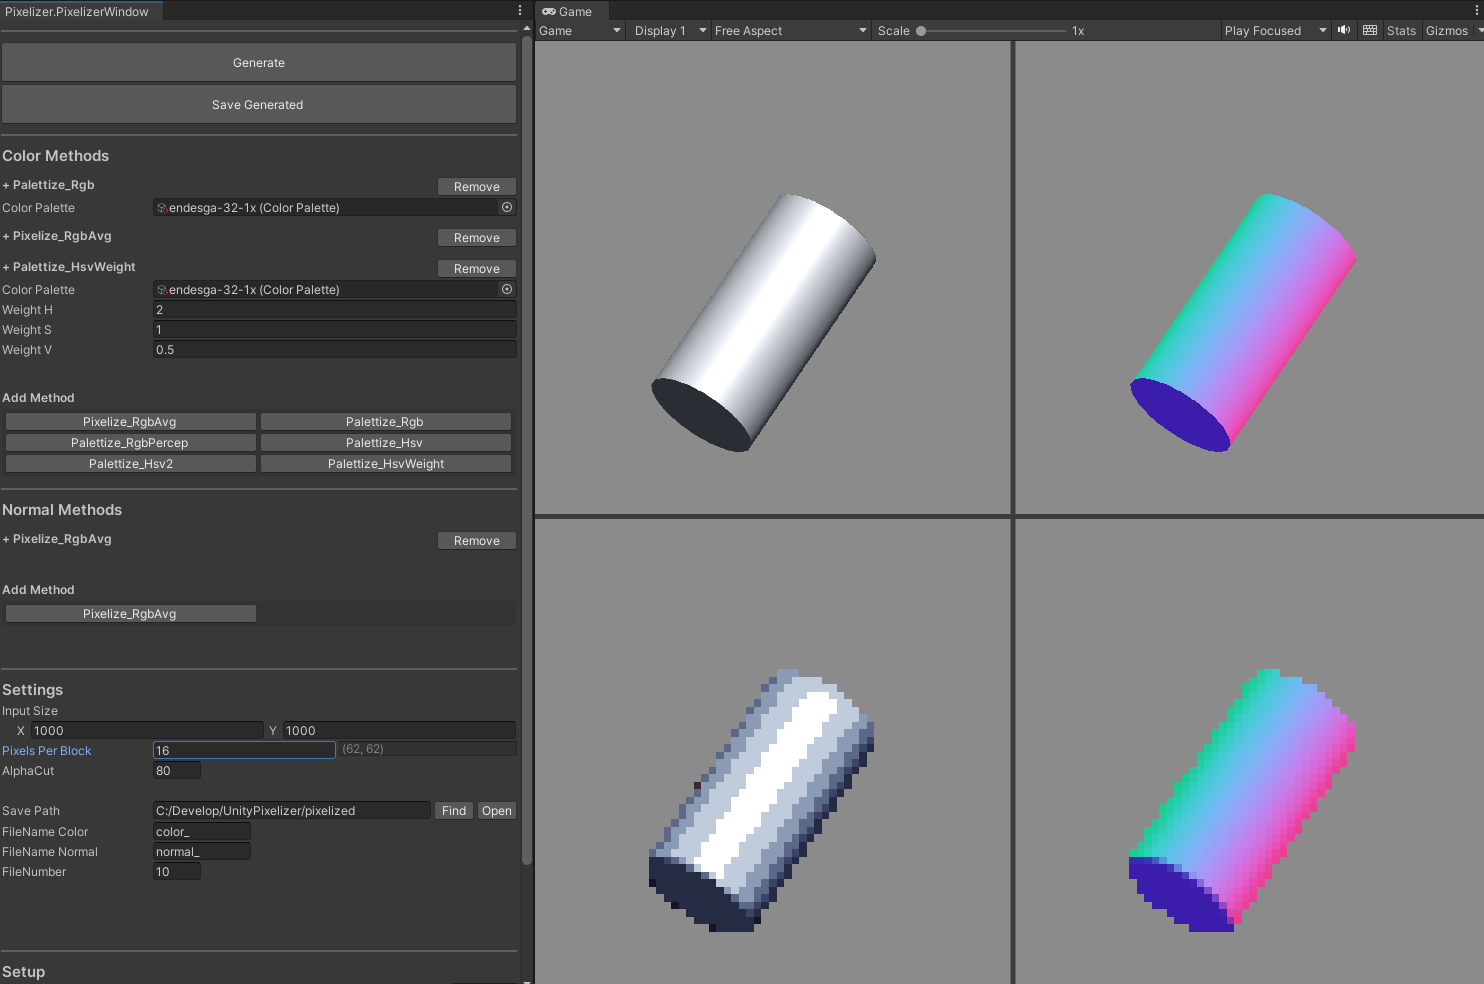 Pixelizer.PixelizerWindow
Generate
Save Generated
Color Methods
+ Palettize_Rgb
Remove
Color Palette
endesga-32-1x (Color Palette)
+ Pixelize_RgbAvg
Remove
+ Palettize_HsvWeight
Remove
Color Palette
endesga-32-1x (Color Palette)
Weight H
2
Weight S
1
Weight V
0.5
Add Method
Pixelize_RgbAvg
Palettize_Rgb
Palettize_RgbPercep
Palettize_Hsv
Palettize_Hsv2
Palettize_HsvWeight
Normal Methods
+ Pixelize_RgbAvg
Remove
Add Method
Pixelize_RgbAvg
Settings
Input Size
X 1000
Y 1000
Pixels Per Block
16
(62, 62)
AlphaCut
80
Save Path
C:/Develop/UnityPixelizer/pixelized
Find
Open
FileName Color
color_
FileName Normal
normal_
FileNumber
10
Setup
Game
Game
Display 1
Free Aspect
Scale
1x
Play Focused
Stats
Gizmos